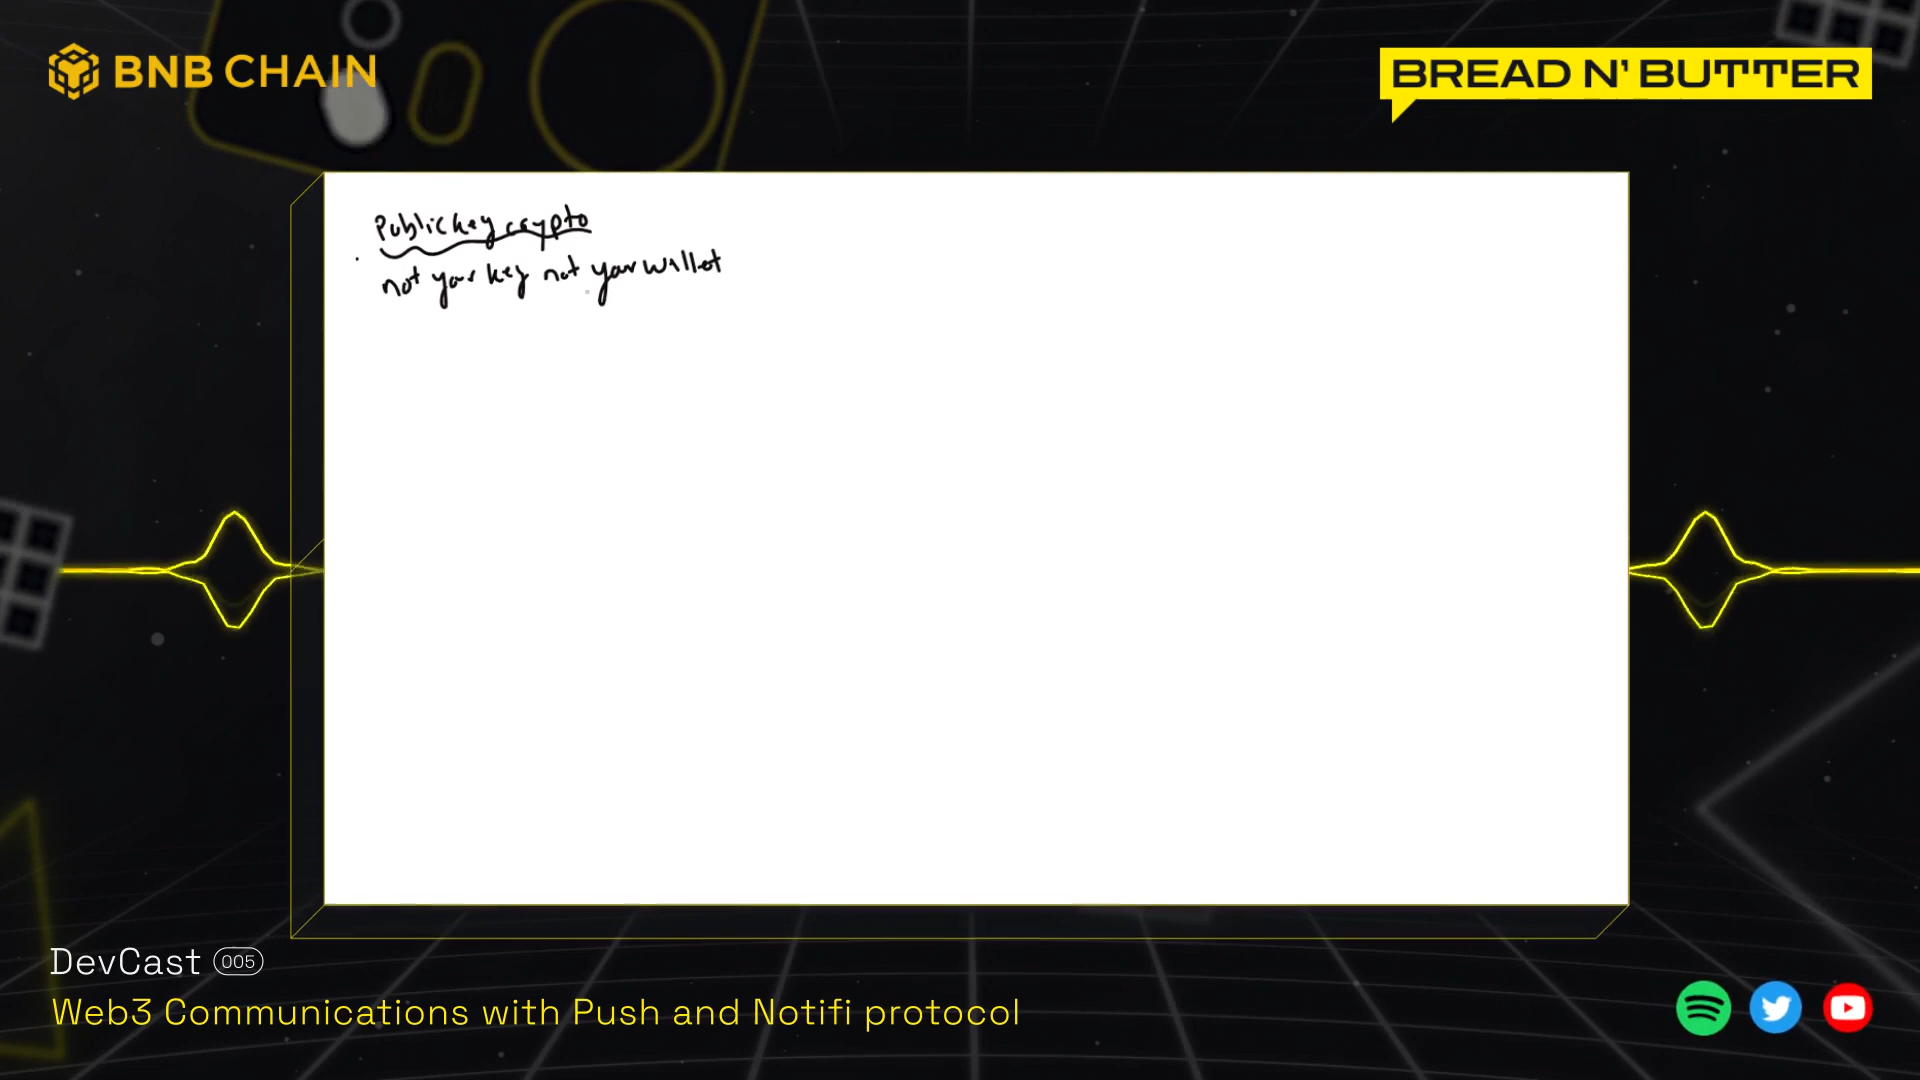 BNB CHAIN
BREAD N' BUTTER
Public key crypto
not your key not your wallet
DevCast 005
Web3 Communications with Push and Notifi protocol